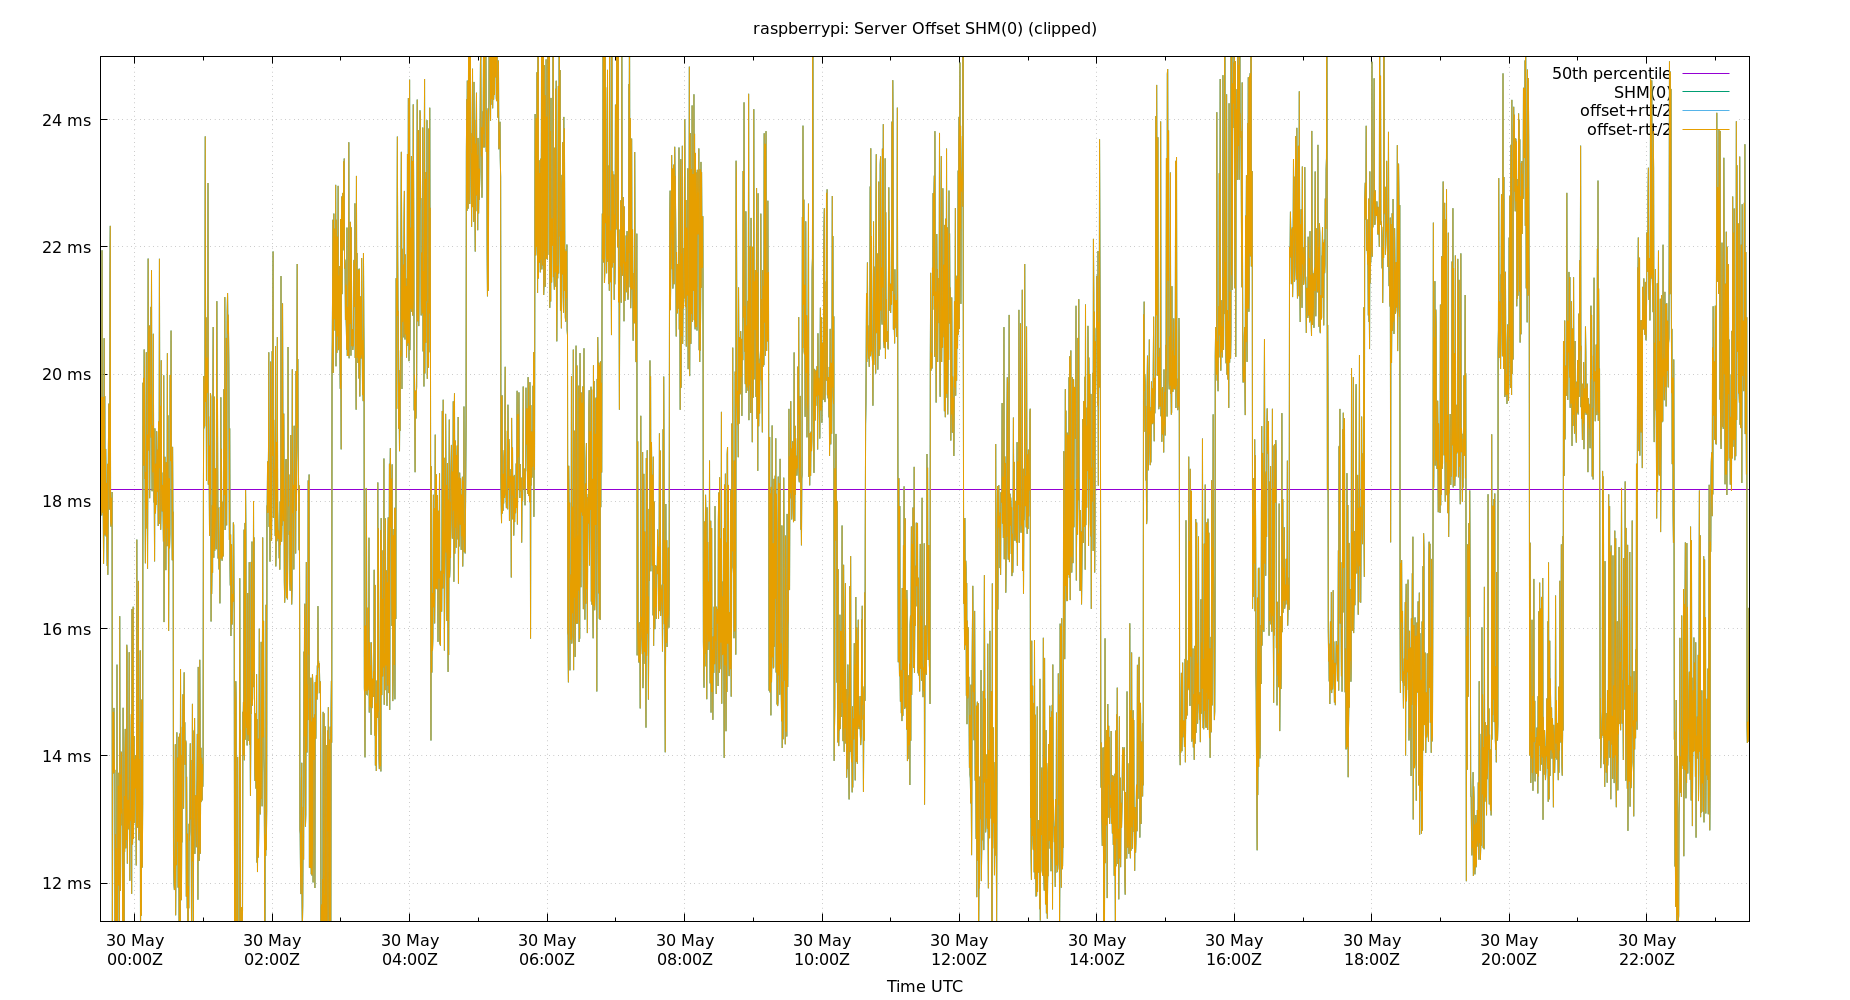 raspberrypi: Server Offset SHM(0) (clipped)
50th percentile
SHM(0)
offset+rtt/2
offset-rtt/2
24 ms
22 ms
20 ms
18 ms
16 ms
14 ms
12 ms
30 May 30 May 30 May 30 May 30 May 30 May 30 May 30 May 30 May 30 May 30 May 30 May
00:00Z 02:00Z 04:00Z 06:00Z 08:00Z 10:00Z 12:00Z 14:00Z 16:00Z 18:00Z 20:00Z 22:00Z
Time UTC